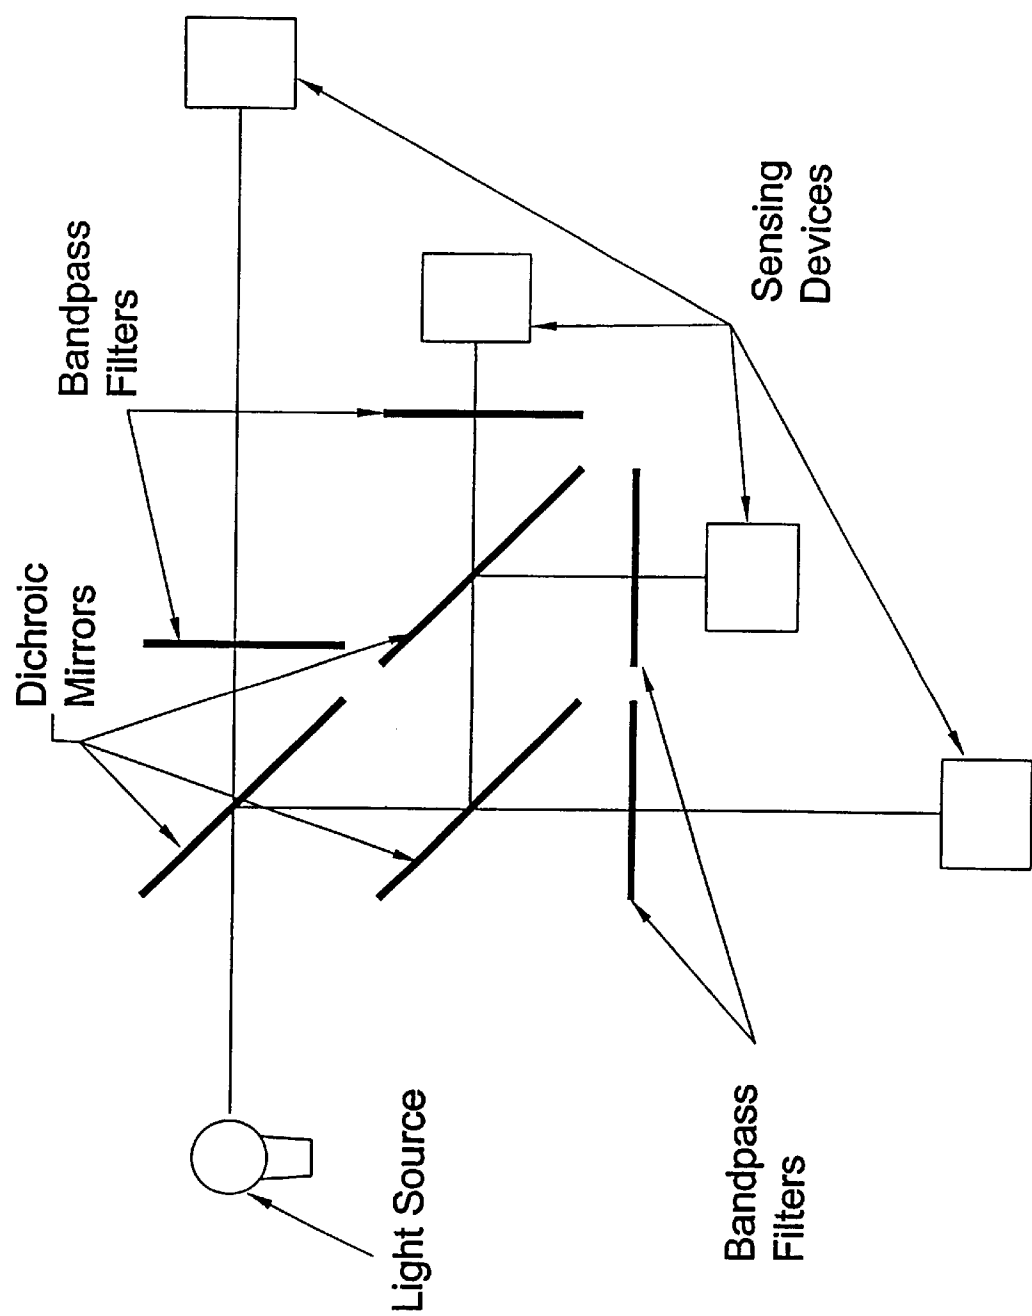 Dichroic
Mirrors
Bandpass
Filters
Light Source
Sensing
Devices
Bandpass
Filters